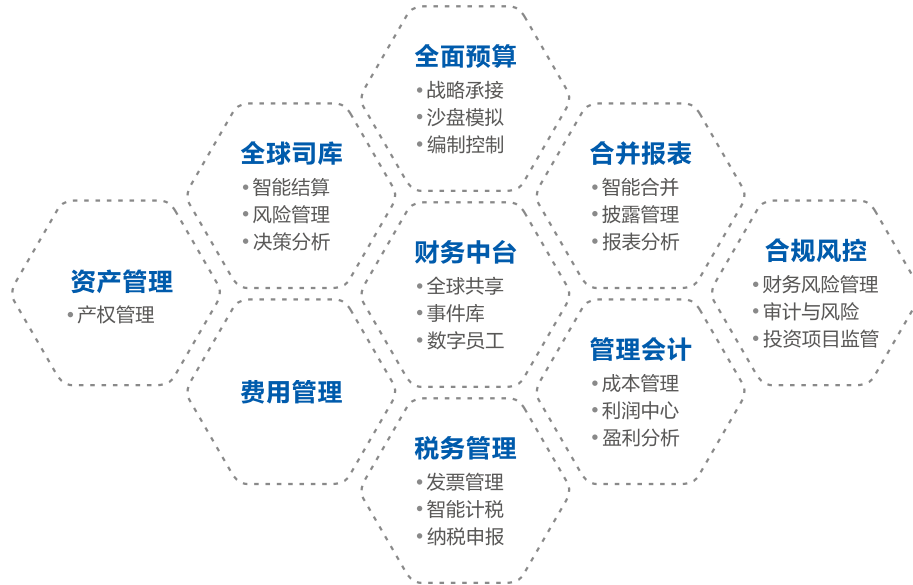 全面预算
•战略承接
•沙盘模拟
•编制控制
全球司库
•智能结算
•风险管理
•决策分析
合并报表
•智能合并
•披露管理
•报表分析
资产管理
•产权管理
财务中台
•全球共享
•事件库
•数字员工
合规风控
•财务风险管理
•审计与风险
•投资项目监管
费用管理
管理会计
•成本管理
•利润中心
•盈利分析
税务管理
•发票管理
•智能计税
•纳税申报